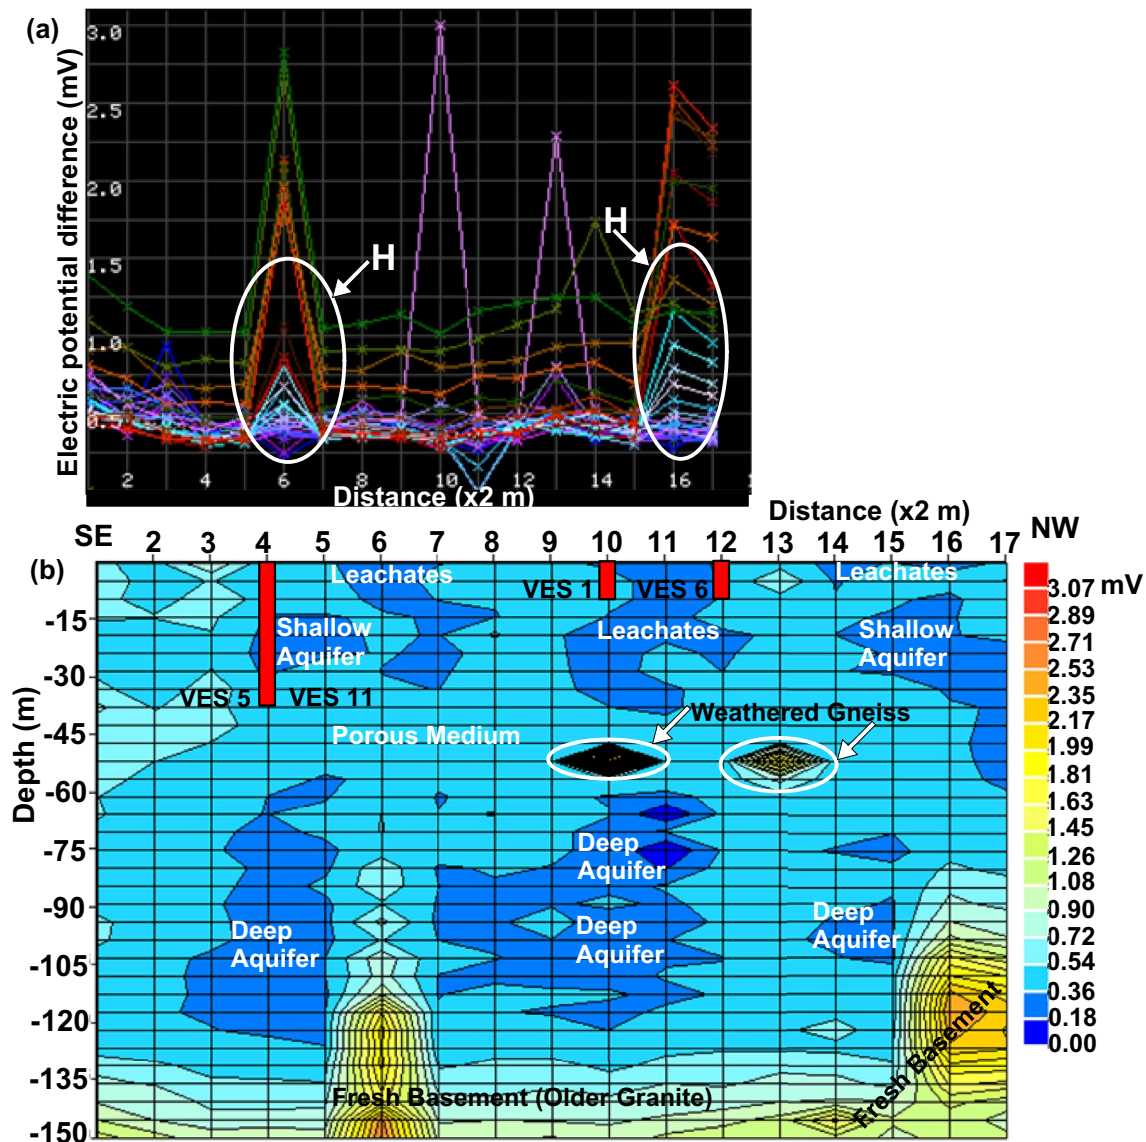 (a)
Electric potential difference (mV)
3.0
2.5
2.0
1.5
1.0
0.5
H
H
2 4 6 8 10 12 14 16
Distance (x2 m)
Distance (x2 m)
SE 2 3 4 5 6 7 8 9 10 11 12 13 14 15 16 17 NW
(b)
Depth (m)
-15
-30
-45
-60
-75
-90
-105
-120
-135
-150
Leachates
VES 1
VES 6
Leachates
Shallow
Aquifer
Leachates
Shallow
Aquifer
VES 5
VES 11
Weathered Gneiss
Porous Medium
Deep
Aquifer
Deep
Aquifer
Deep
Aquifer
Deep
Aquifer
Fresh Basement
Fresh Basement (Older Granite)
3.07 mV
2.89
2.71
2.53
2.35
2.17
1.99
1.81
1.63
1.45
1.26
1.08
0.90
0.72
0.54
0.36
0.18
0.00